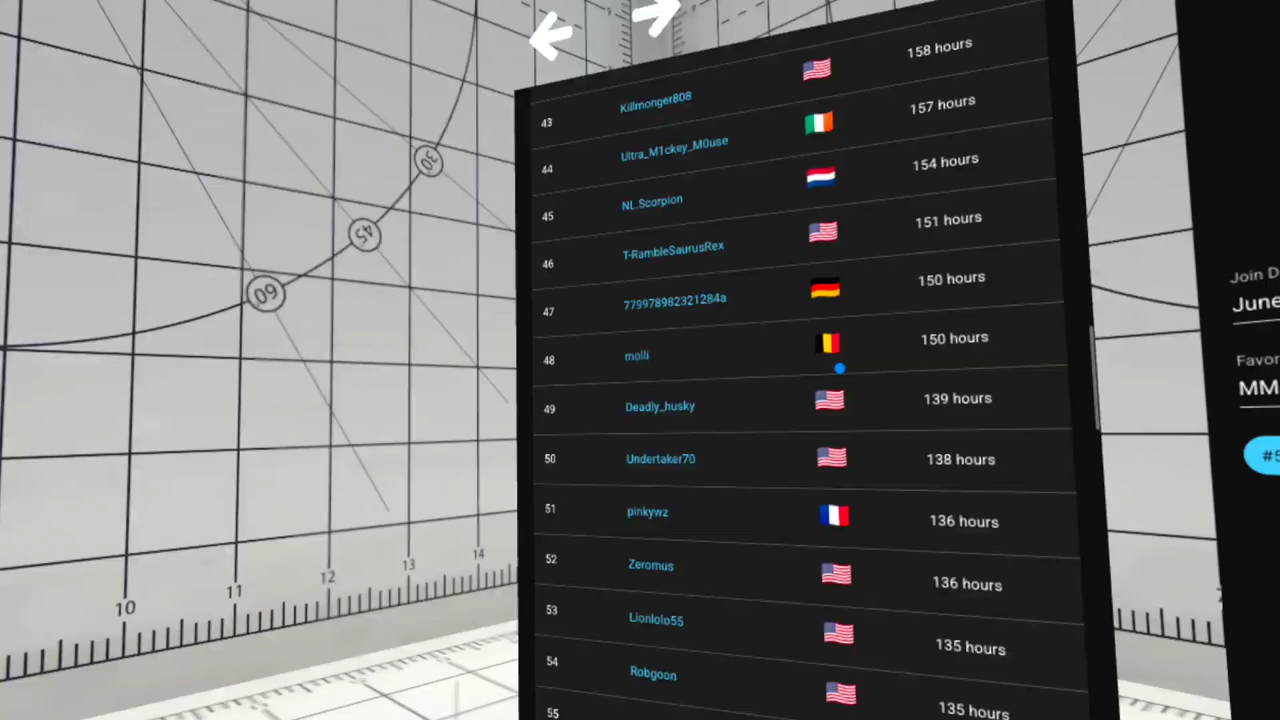 43 Killmonger808 158 hours
44 Ultra_M1ckey_M0use 157 hours
45 NL.Scorpion 154 hours
46 T-RambleSaurusRex 151 hours
47 779978982321284a 150 hours
48 molli 150 hours
49 Deadly_husky 139 hours
50 Undertaker70 138 hours
51 pinkywz 136 hours
52 Zeromus 136 hours
53 Lionlolo55 135 hours
54 Robgoon 135 hours
55
30
45
60
10 11 12 13 14
Join D
June
Favor
MM
#5